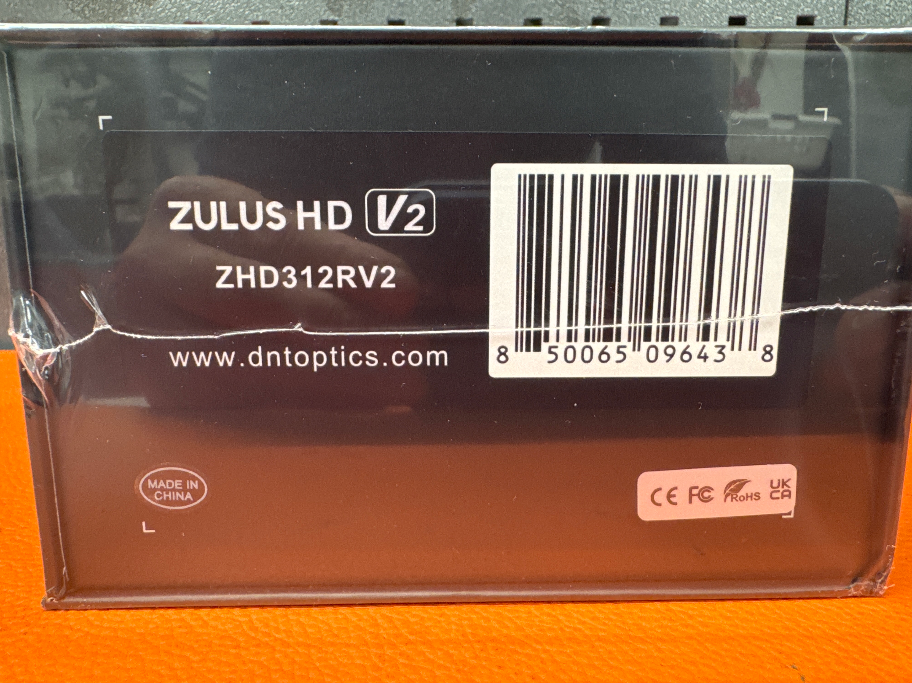 ZULUS HD V2
ZHD312RV2
www.dntoptics.com
8 50065 09643 8
MADE IN
CHINA
CE FC RoHS UK
CA